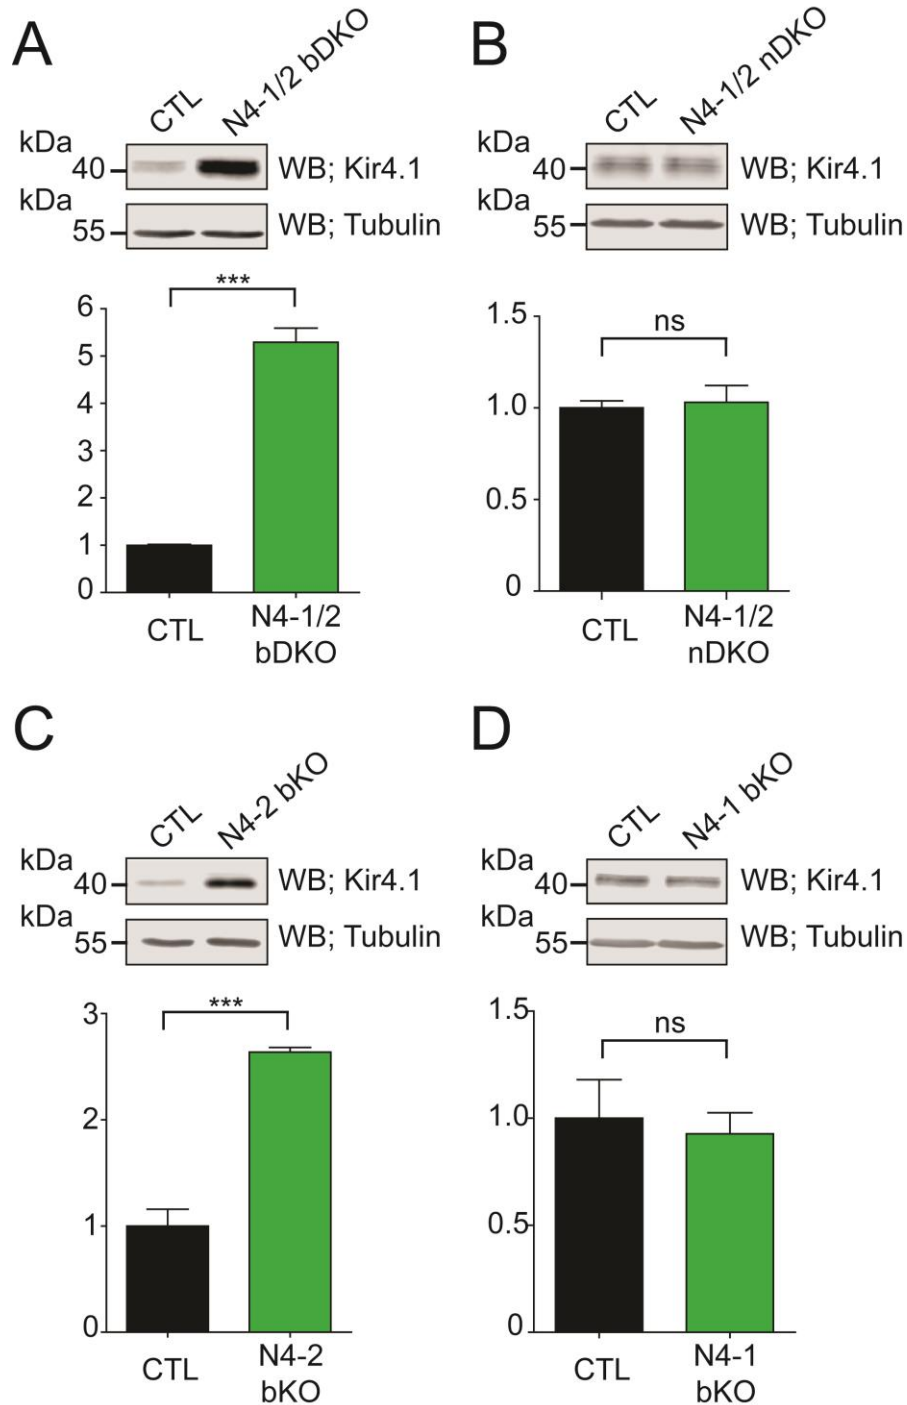 A
CTL
N4-1/2 bDKO
kDa
40
WB; Kir4.1
kDa
55
WB; Tubulin
***
6
5
4
3
2
1
0
CTL
N4-1/2
bDKO
B
CTL
N4-1/2 nDKO
kDa
40
WB; Kir4.1
kDa
55
WB; Tubulin
1.5
ns
1.0
0.5
0
CTL
N4-1/2
nDKO
C
CTL
N4-2 bKO
kDa
40
WB; Kir4.1
kDa
55
WB; Tubulin
3
***
2
1
0
CTL
N4-2
bKO
D
CTL
N4-1 bKO
kDa
40
WB; Kir4.1
kDa
55
WB; Tubulin
1.5
ns
1.0
0.5
0
CTL
N4-1
bKO